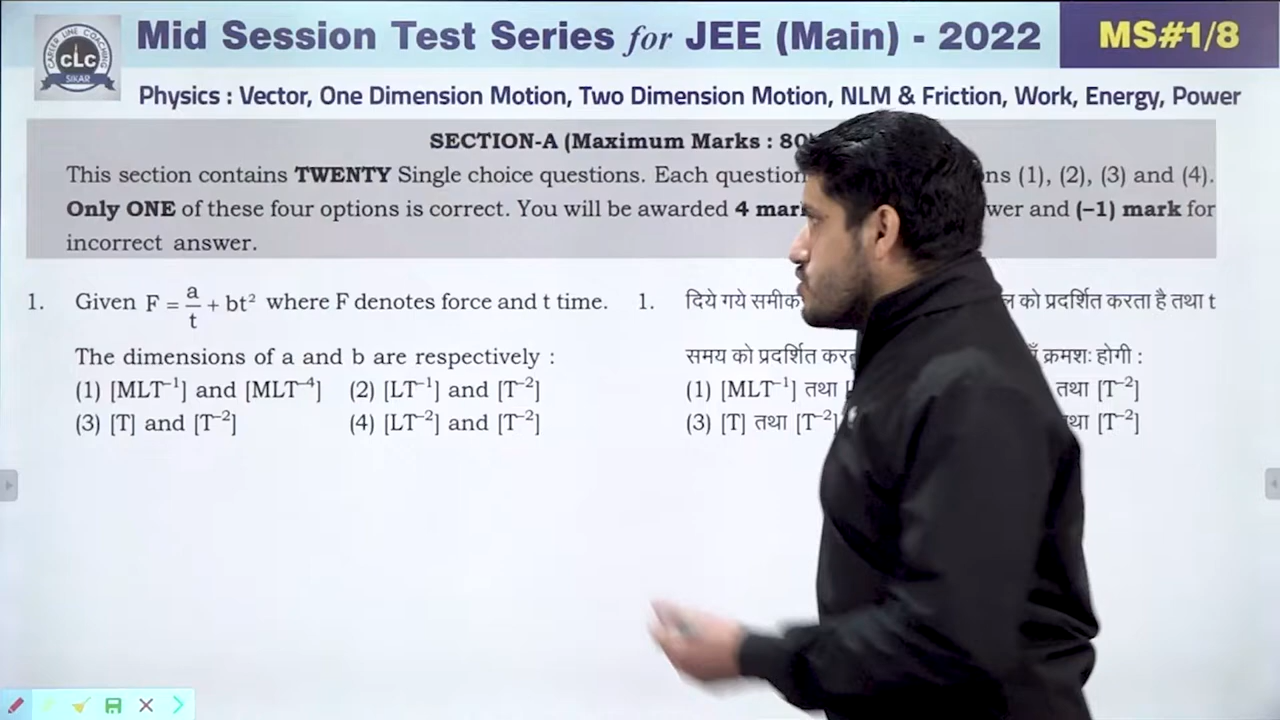 CAREER LINE COACHING
CLC
SIKAR
Mid Session Test Series for JEE (Main) - 2022
MS#1/8
Physics : Vector, One Dimension Motion, Two Dimension Motion, NLM & Friction, Work, Energy, Power
SECTION-A (Maximum Marks : 80
This section contains TWENTY Single choice questions. Each question ns (1), (2), (3) and (4).
Only ONE of these four options is correct. You will be awarded 4 mar wer and (–1) mark for
incorrect answer.
1. Given F = a/t + bt² where F denotes force and t time.
The dimensions of a and b are respectively :
(1) [MLT⁻¹] and [MLT⁻⁴] (2) [LT⁻¹] and [T⁻²]
(3) [T] and [T⁻²] (4) [LT⁻²] and [T⁻²]
1. दिये गये समीक ल को प्रदर्शित करता है तथा t
समय को प्रदर्शित कर क्रमशः होगी :
(1) [MLT⁻¹] तथा तथा [T⁻²]
(3) [T] तथा [T⁻²] था [T⁻²]